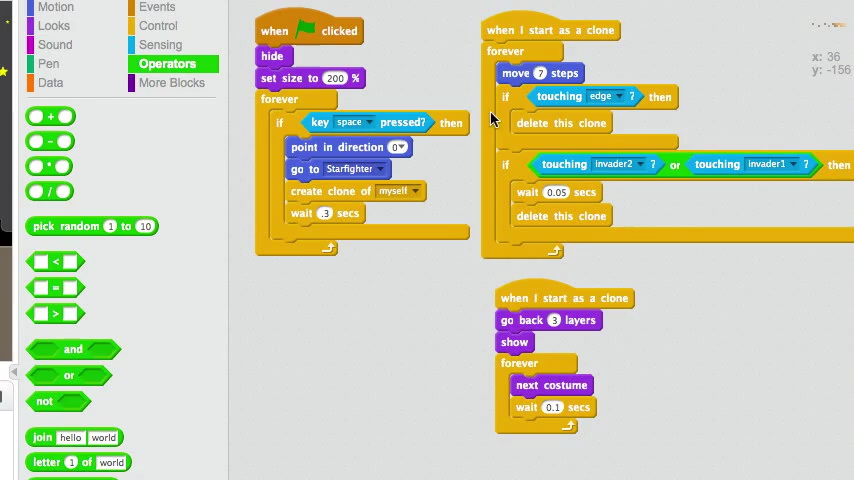 Motion
Looks
Sound
Pen
Data
Events
Control
Sensing
Operators
More Blocks
+
-
*
/
pick random 1 to 10
<
=
>
and
or
not
join hello world
letter 1 of world
when clicked
hide
set size to 200 %
forever
if key space pressed? then
point in direction 0
go to Starfighter
create clone of myself
wait .3 secs
when I start as a clone
forever
move 7 steps
if touching edge ? then
delete this clone
if touching Invader2 ? or touching Invader1 ? then
wait 0.05 secs
delete this clone
when I start as a clone
go back 3 layers
show
forever
next costume
wait 0.1 secs
x: 36
y: -156